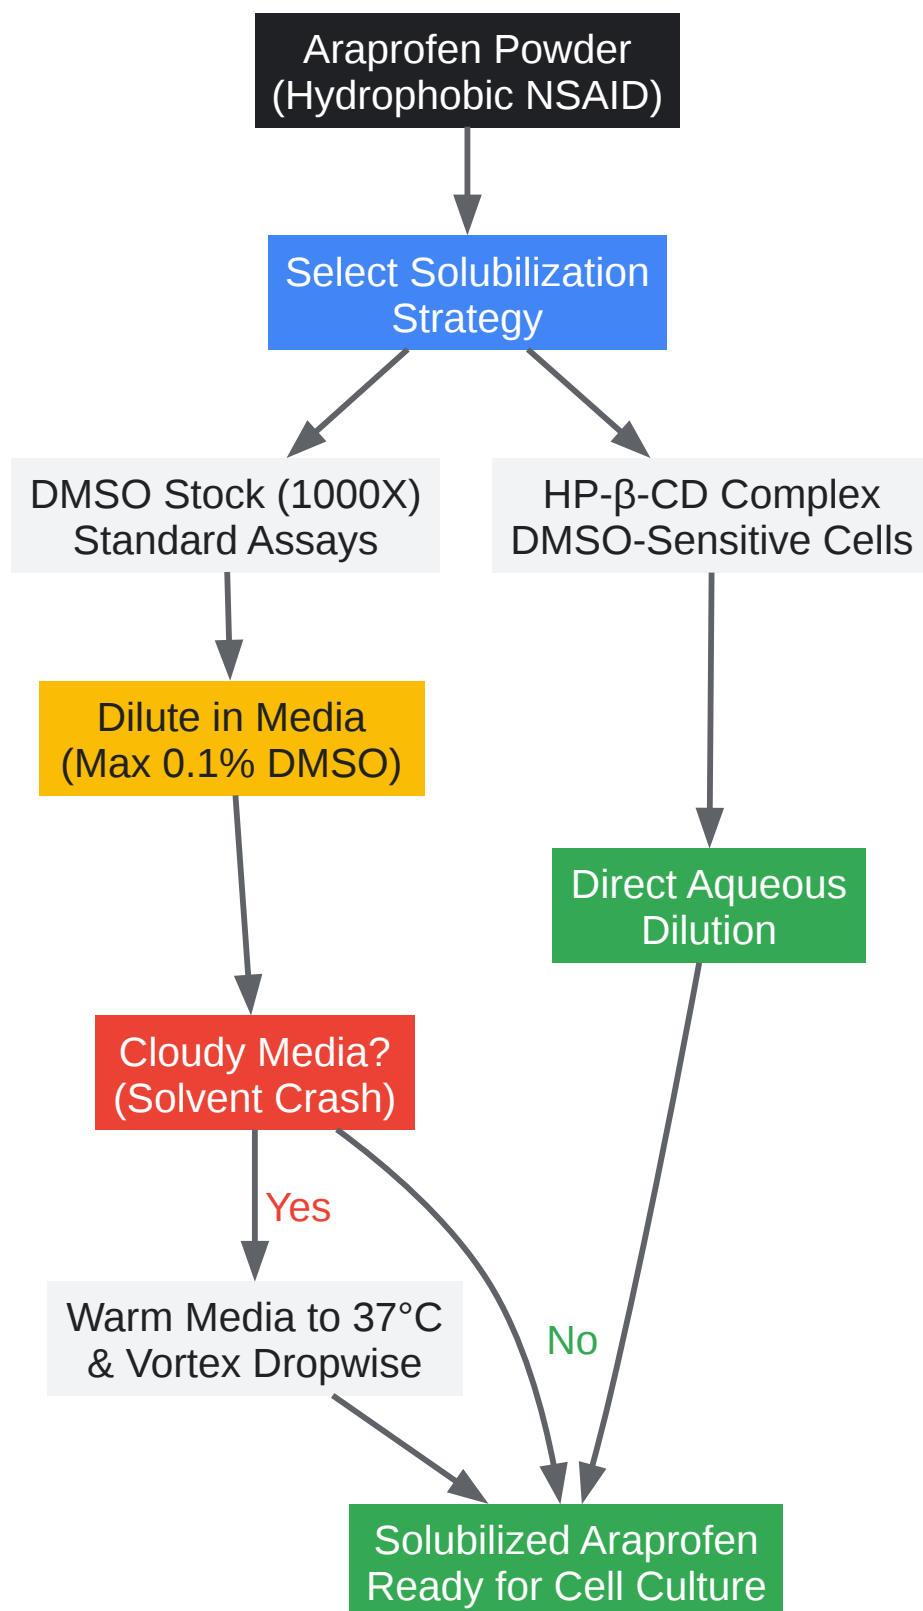 Araprofen Powder
(Hydrophobic NSAID)
Select Solubilization
Strategy
DMSO Stock (1000X)
Standard Assays
HP-β-CD Complex
DMSO-Sensitive Cells
Dilute in Media
(Max 0.1% DMSO)
Direct Aqueous
Dilution
Cloudy Media?
(Solvent Crash)
Yes
Warm Media to 37°C
& Vortex Dropwise
No
Solubilized Araprofen
Ready for Cell Culture